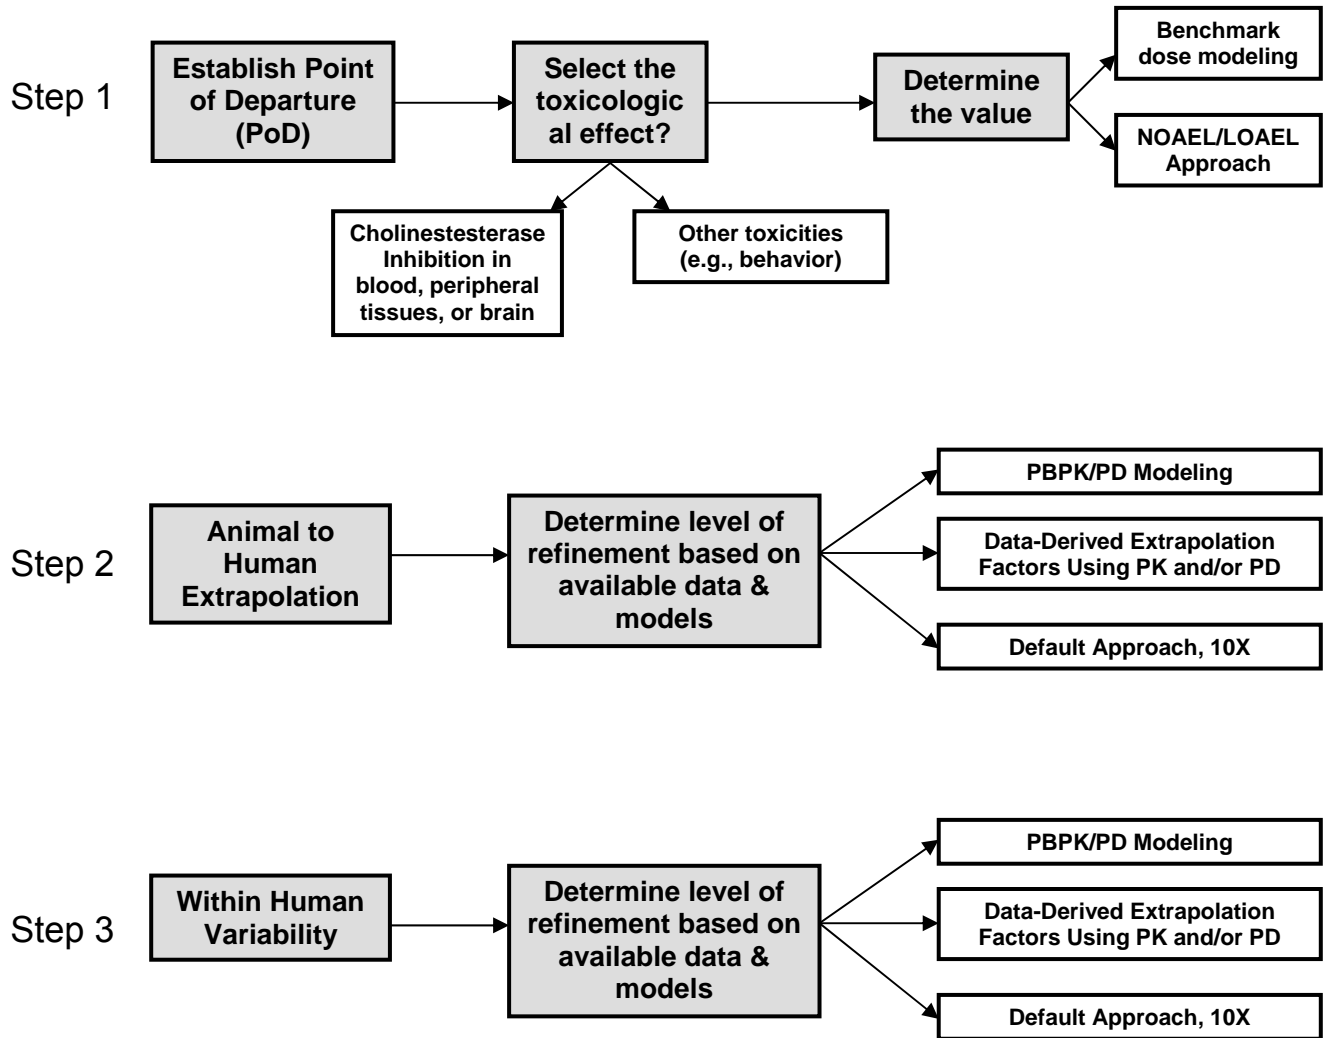 Step 1
Establish Point
of Departure
(PoD)
Select the
toxicologic
al effect?
Determine
the value
Benchmark
dose modeling
NOAEL/LOAEL
Approach
Cholinestesterase
Inhibition in
blood, peripheral
tissues, or brain
Other toxicities
(e.g., behavior)
Step 2
Animal to
Human
Extrapolation
Determine level of
refinement based on
available data &
models
PBPK/PD Modeling
Data-Derived Extrapolation
Factors Using PK and/or PD
Default Approach, 10X
Step 3
Within Human
Variability
Determine level of
refinement based on
available data &
models
PBPK/PD Modeling
Data-Derived Extrapolation
Factors Using PK and/or PD
Default Approach, 10X